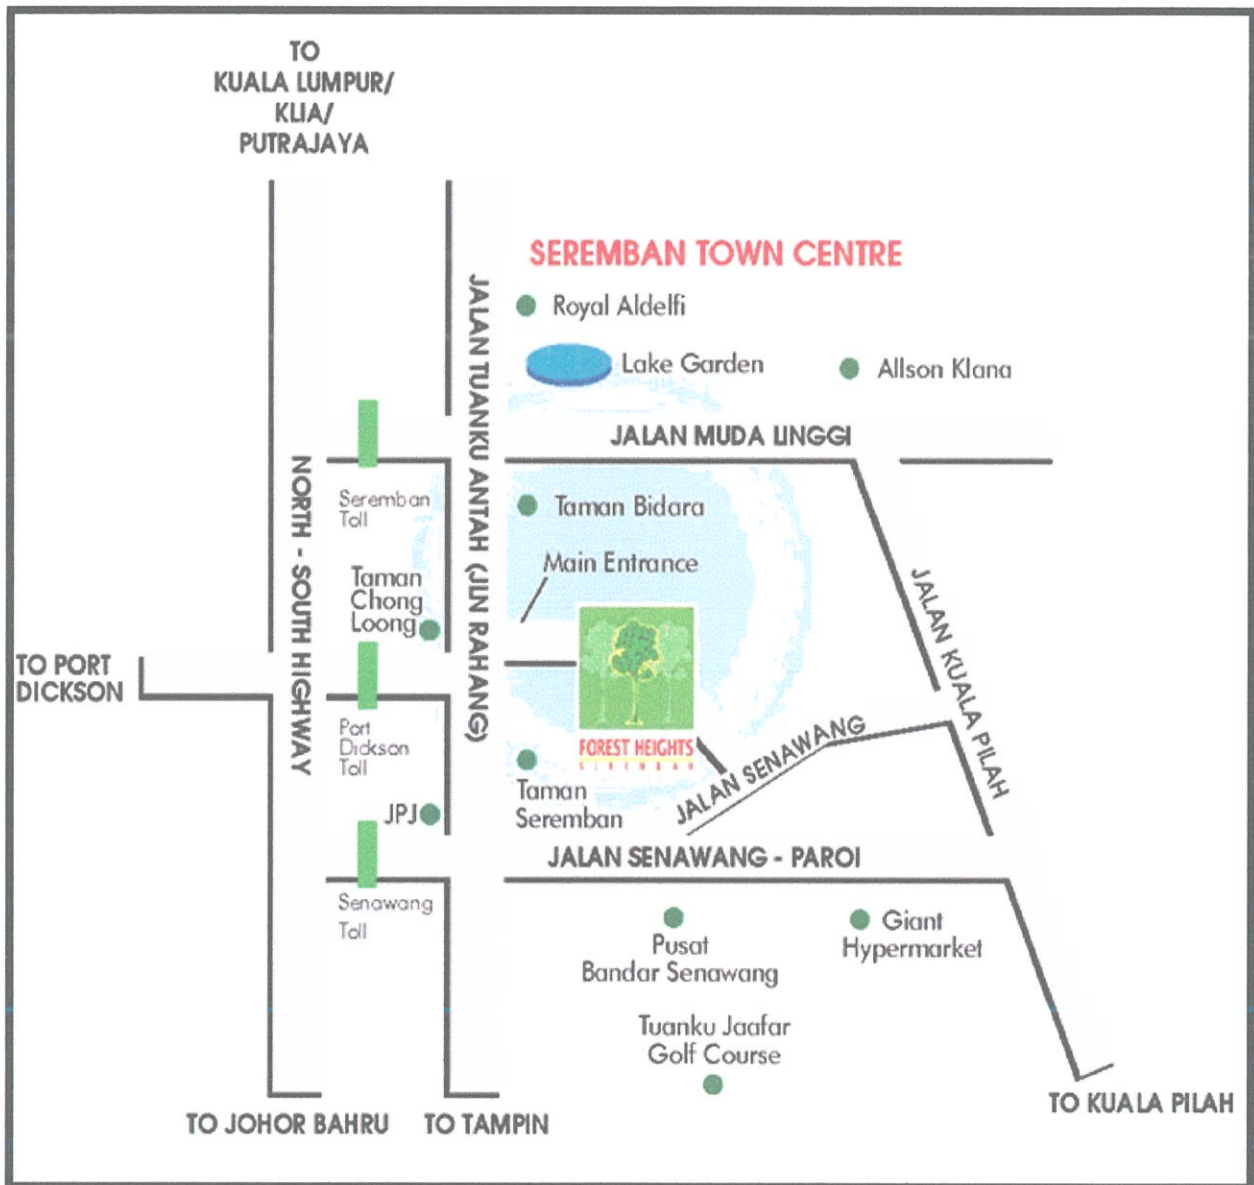 TO
KUALA LUMPUR/
KLIA/
PUTRAJAYA
SEREMBAN TOWN CENTRE
Royal Aldelfi
Lake Garden
Allson Klana
JALAN TUANKU ANTAH (JLN RAHANG)
JALAN MUDA LINGGI
NORTH - SOUTH HIGHWAY
Seremban
Toll
Taman Bidara
Main Entrance
Taman
Chong
Loong
JALAN KUALA PILAH
TO PORT
DICKSON
Port
Dickson
Toll
FOREST HEIGHTS
JALAN SENAWANG
Taman
Seremban
JPJ
JALAN SENAWANG - PAROI
Senawang
Toll
Pusat
Bandar Senawang
Giant
Hypermarket
Tuanku Jaafar
Golf Course
TO JOHOR BAHRU
TO TAMPIN
TO KUALA PILAH